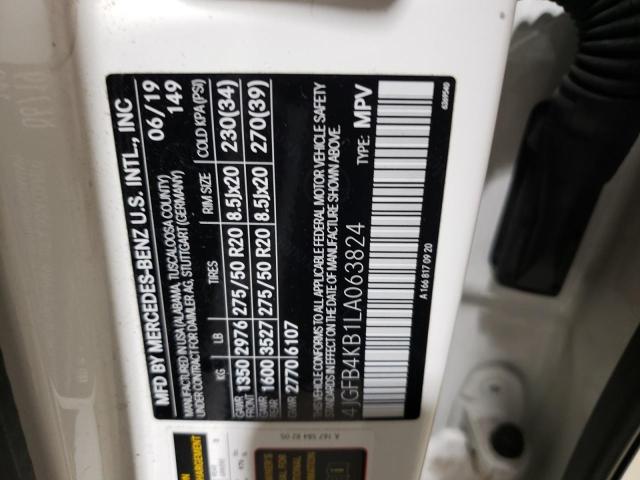 MFD BY MERCEDES-BENZ U.S. INTL., INC
MANUFACTURED IN USA (ALABAMA, TUSCALOOSA COUNTY) 06/19
UNDER CONTRACT FOR DAIMLER AG, STUTTGART (GERMANY) 149
KG LB TIRES RIM SIZE COLD KPA (PSI)
GAWR FRONT 1350 2976 275/50 R20 8.5Jx20 230(34)
GAWR REAR 1600 3527 275/50 R20 8.5Jx20 270(39)
GVWR 2770 6107
THIS VEHICLE CONFORMS TO ALL APPLICABLE FEDERAL MOTOR VEHICLE SAFETY
STANDARDS IN EFFECT ON THE DATE OF MANUFACTURE SHOWN ABOVE.
4JGFB4KB1LA063824 TYPE: MPV
A 166 817 09 20
A 167 584 82 05